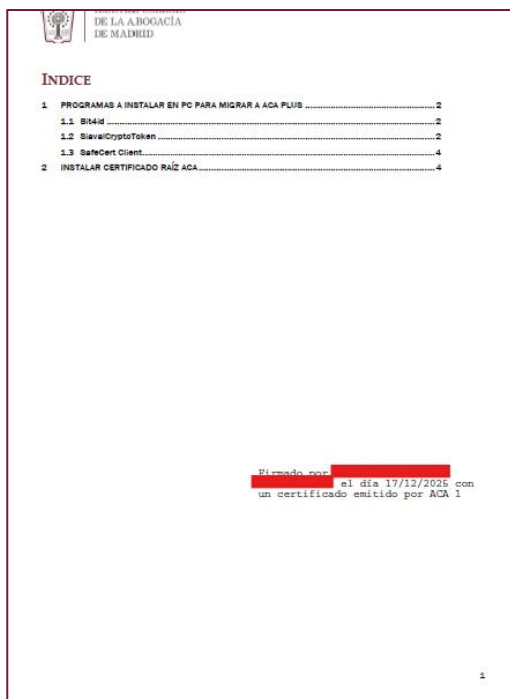 DE LA ABOGACÍA
DE MADRID
INDICE
1 PROGRAMAS A INSTALAR EN PC PARA MIGRAR A ACA PLUS ........ 2
1.1 Bit4id ........ 2
1.2 SiavalCryptoToken ........ 2
1.3 SafeCert Client ........ 4
2 INSTALAR CERTIFICADO RAÍZ ACA ........ 4
Firmado por
el día 17/12/2025 con
un certificado emitido por ACA 1
1